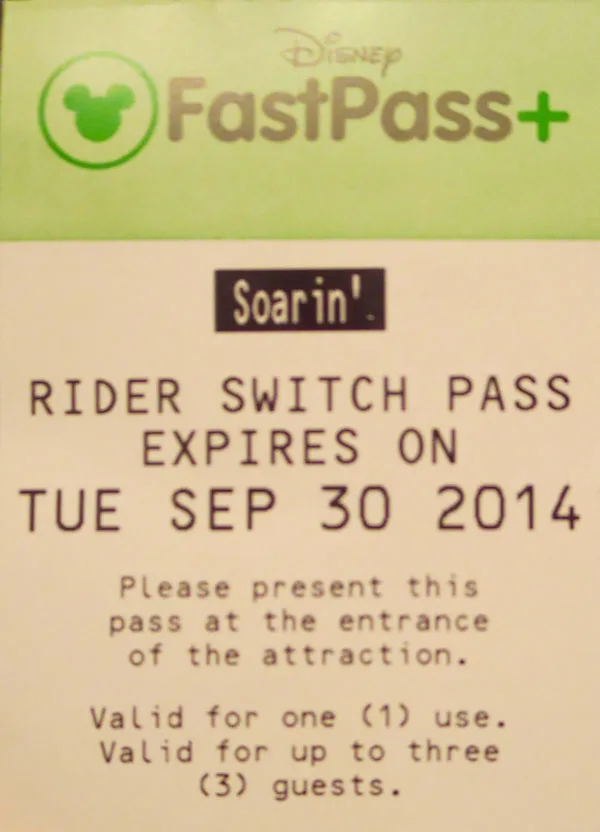 Disney
FastPass+
Soarin'
RIDER SWITCH PASS
EXPIRES ON
TUE SEP 30 2014
Please present this
pass at the entrance
of the attraction.
Valid for one (1) use.
Valid for up to three
(3) guests.